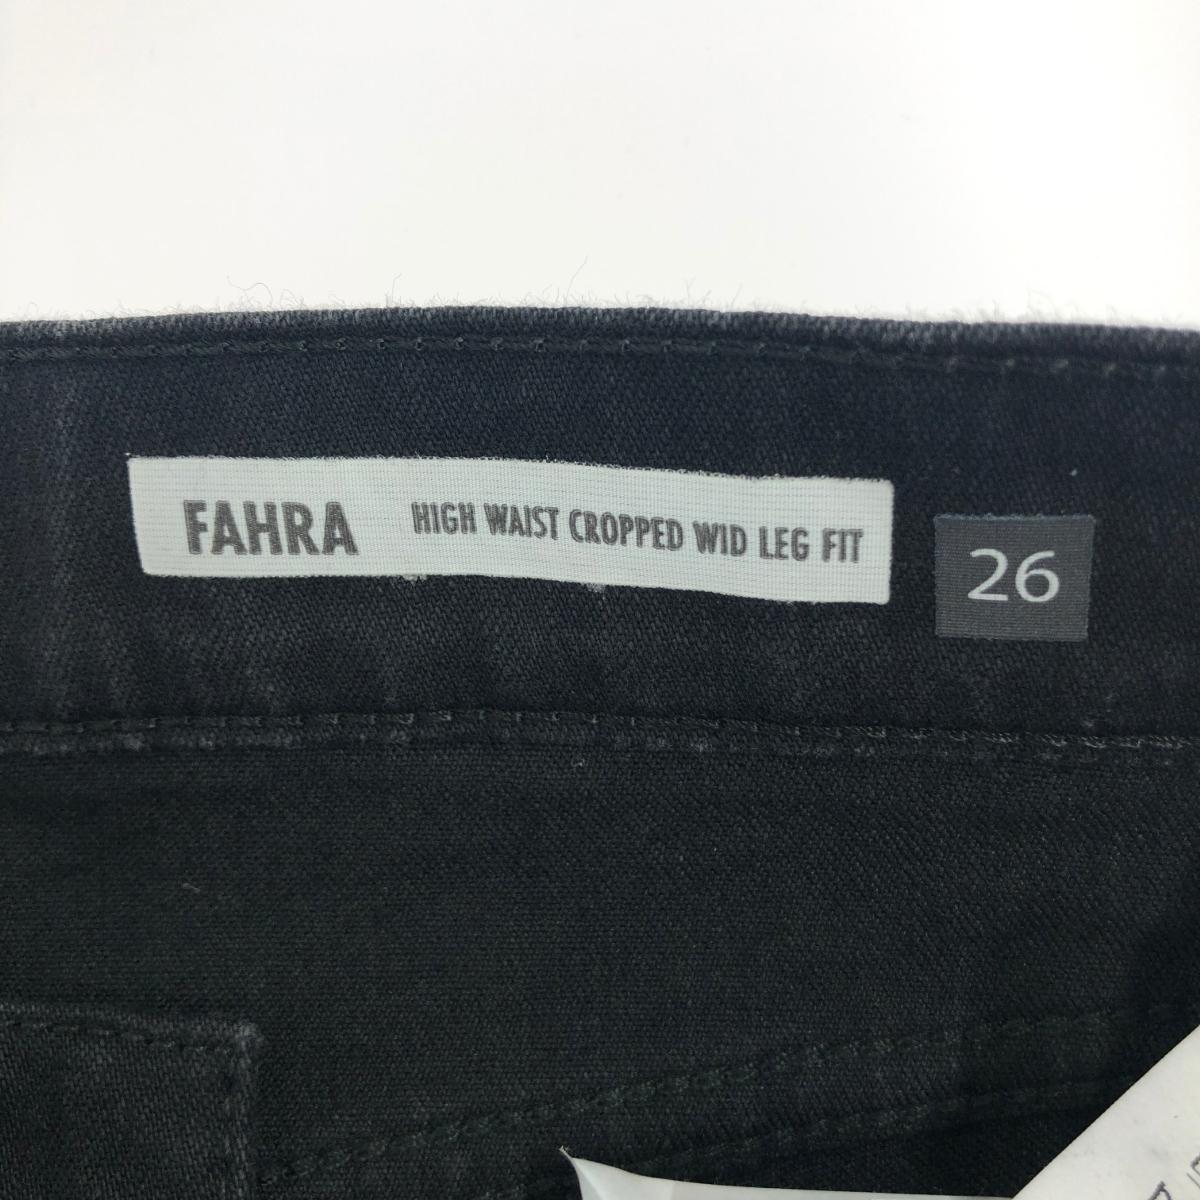 FAHRA HIGH WAIST CROPPED WID LEG FIT
26